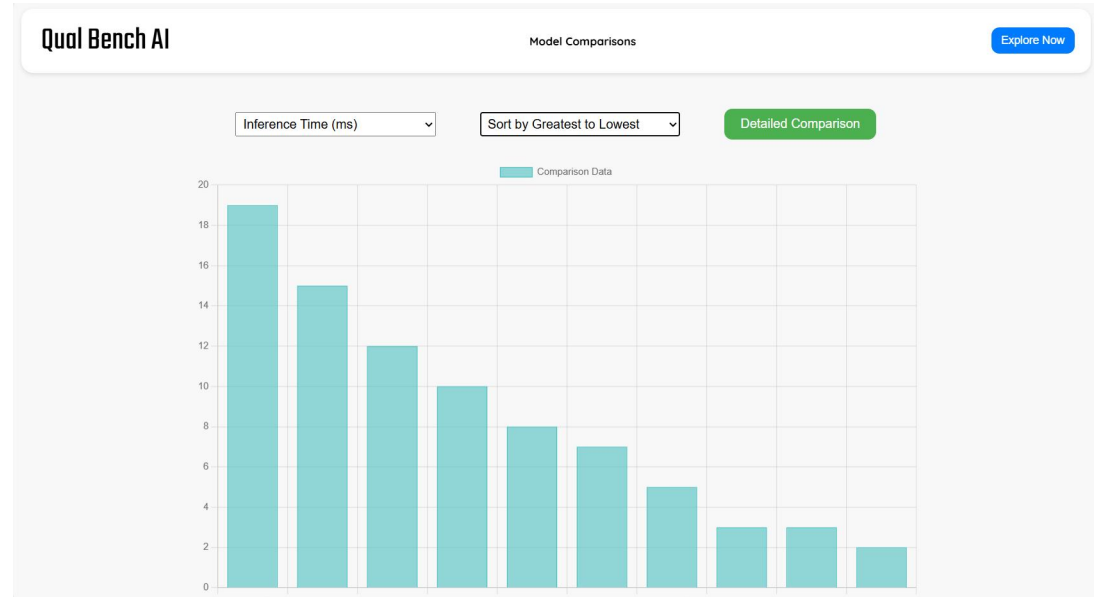 Qual Bench AI
Model Comparisons
Explore Now
Inference Time (ms)
Sort by Greatest to Lowest
Detailed Comparison
Comparison Data
20
18
16
14
12
10
8
6
4
2
0